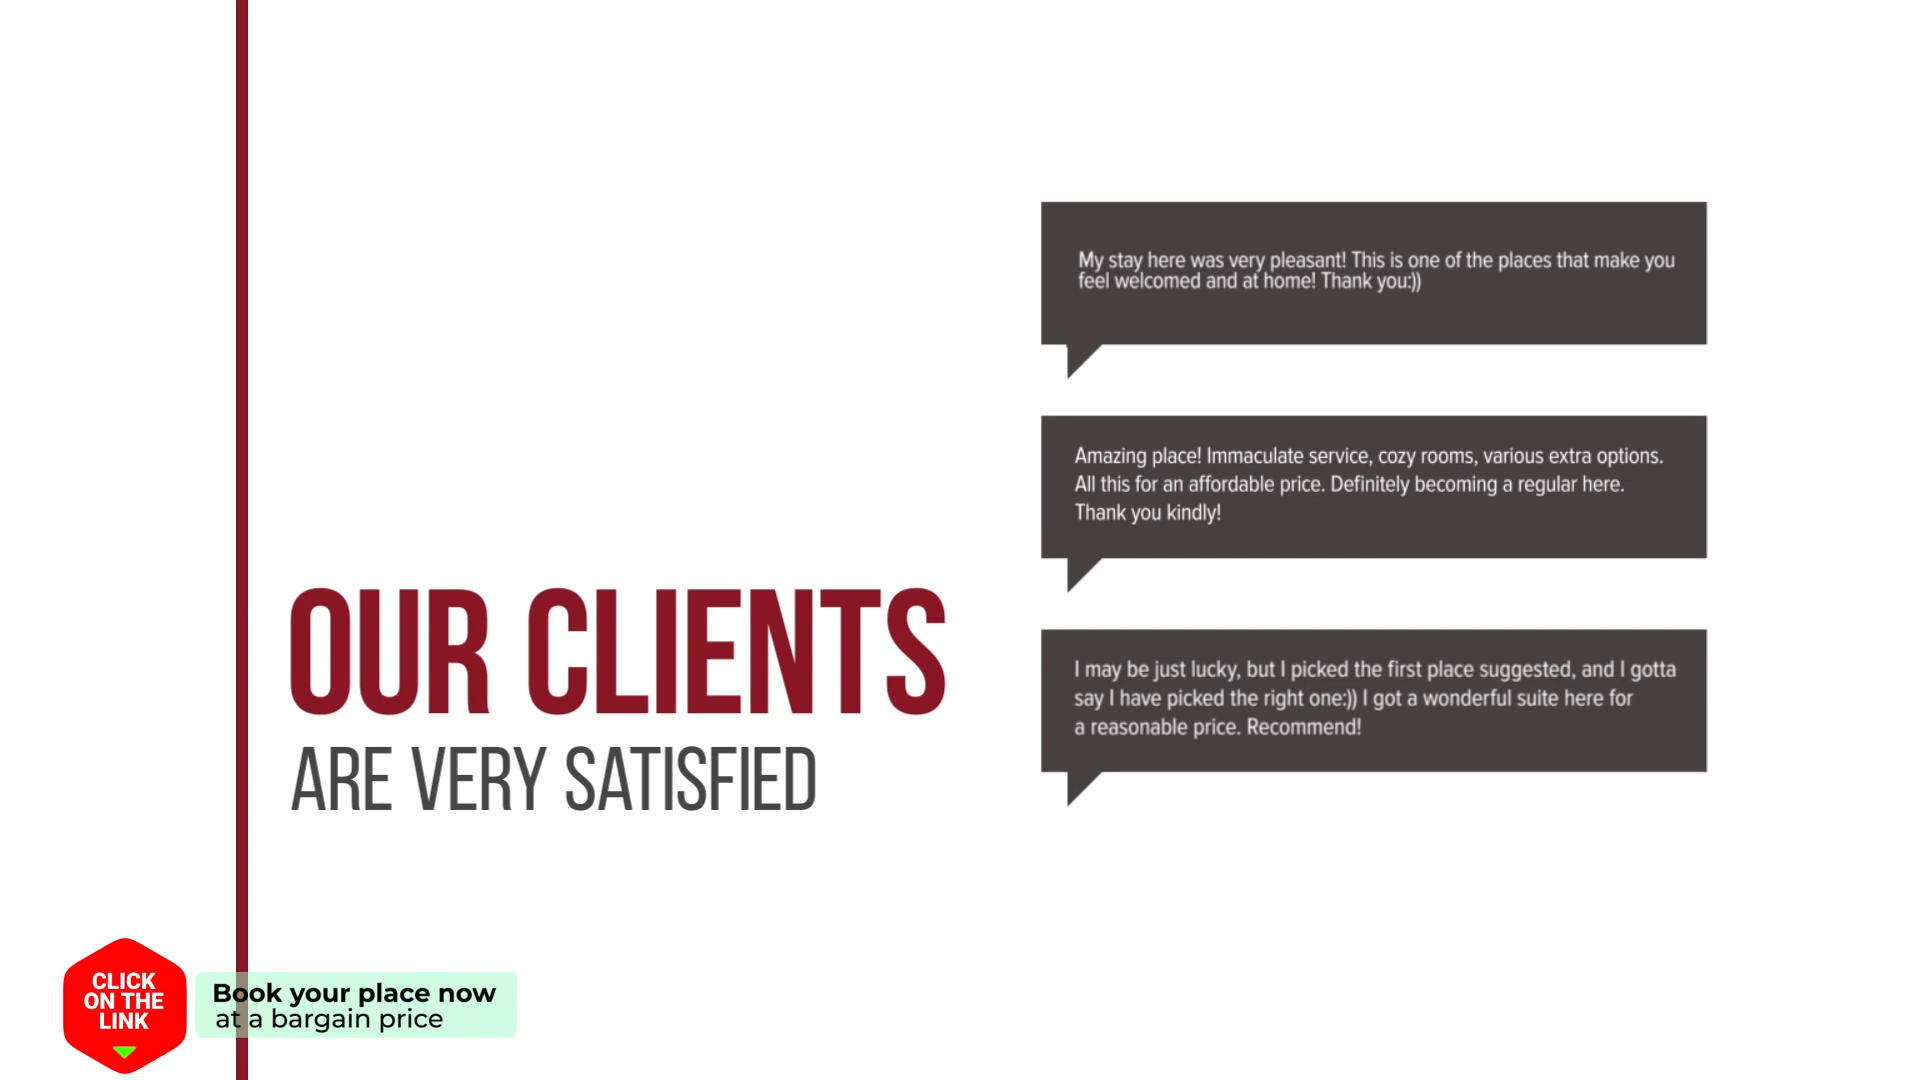 My stay here was very pleasant! This is one of the places that make you
feel welcomed and at home! Thank you:))
Amazing place! Immaculate service, cozy rooms, various extra options.
All this for an affordable price. Definitely becoming a regular here.
Thank you kindly!
OUR CLIENTS
ARE VERY SATISFIED
I may be just lucky, but I picked the first place suggested, and I gotta
say I have picked the right one:)) I got a wonderful suite here for
a reasonable price. Recommend!
CLICK
ON THE
LINK
Book your place now
at a bargain price